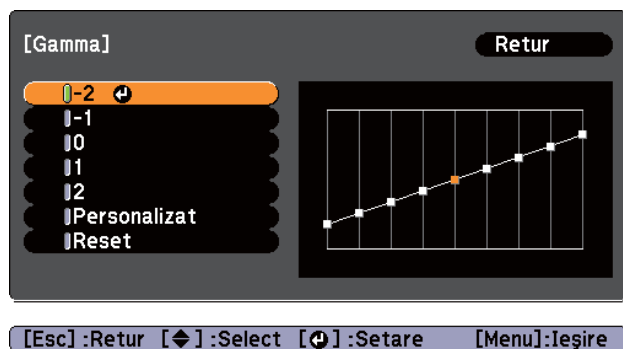 [Gamma] Retur
-2
-1
0
1
2
Personalizat
Reset
[Esc] :Retur [◆] :Select [⏎] :Setare [Menu]:Ieşire